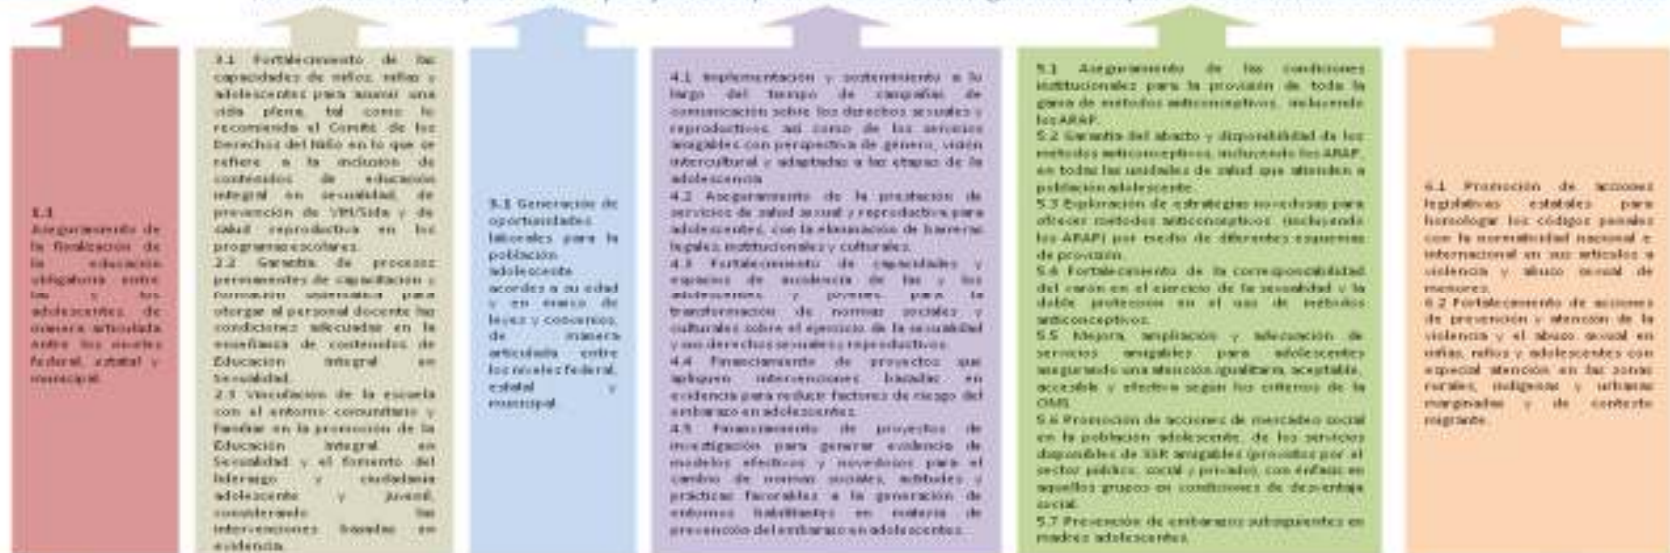 1.1
Aseguramiento de
la finalización de
la educación
obligatoria entre
las y los
adolescentes, de
manera articulada
entre los niveles
federal, estatal y
municipal.
Fortalecimiento de las
capacidades de niños, niñas y
adolescentes para asumir una
vida plena, tal como lo
recomienda el Comité de los
Derechos del Niño en lo que se
refiere a la inclusión de
contenidos de educación
integral en sexualidad, de
prevención de VIH/Sida y de
salud reproductiva en los
programas escolares.
2.2 Garantía de procesos
permanentes de capacitación y
formación sistemática para
otorgar al personal docente las
condiciones adecuadas en la
enseñanza de contenidos de
Educación Integral en
Sexualidad.
2.3 Vinculación de la escuela
con el entorno comunitario y
familiar en la promoción de la
Educación Integral en
Sexualidad y el fomento del
liderazgo y ciudadanía
adolescente y juvenil,
considerando las
intervenciones basadas en
evidencia.
3.1 Generación de
oportunidades
laborales para la
población
adolescente
acordes a su edad
y en marco de
leyes y convenios,
de manera
articulada entre
los niveles federal,
estatal y
municipal.
4.1 Implementación y sostenimiento a lo
largo del tiempo de campañas de
comunicación sobre los derechos sexuales y
reproductivos, así como de los servicios
amigables con perspectiva de género, visión
intercultural y adaptadas a las etapas de la
adolescencia
4.2 Aseguramiento de la prestación de
servicios de salud sexual y reproductiva para
adolescentes, con la eliminación de barreras
legales, institucionales y culturales.
4.3 Fortalecimiento de capacidades y
espacios de incidencia de las y los
adolescentes y jóvenes para la
transformación de normas sociales y
culturales sobre el ejercicio de la sexualidad
y sus derechos sexuales y reproductivos.
4.4 Financiamiento de proyectos que
apliquen intervenciones basadas en
evidencia para reducir factores de riesgo del
embarazo en adolescentes.
4.5 Financiamiento de proyectos de
investigación para generar evidencia de
modelos efectivos y novedosos para el
cambio de normas sociales, actitudes y
prácticas favorables a la generación de
entornos habilitantes en materia de
prevención del embarazo en adolescentes.
5.1 Aseguramiento de las condiciones
institucionales para la provisión de toda la
gama de métodos anticonceptivos, incluyendo
los ARAP.
5.2 Garantía del abasto y disponibilidad de los
métodos anticonceptivos, incluyendo los ARAP,
en todas las unidades de salud que atienden a
población adolescente.
5.3 Exploración de estrategias novedosas para
ofrecer métodos anticonceptivos (incluyendo
los ARAP) por medio de diferentes esquemas
de provisión.
5.4 Fortalecimiento de la corresponsabilidad
del varón en el ejercicio de la sexualidad y la
doble protección en el uso de métodos
anticonceptivos.
5.5 Mejora, ampliación y adecuación de
servicios amigables para adolescentes
asegurando una atención igualitaria, aceptable,
accesible y efectiva según los criterios de la
OMS.
5.6 Promoción de acciones de mercadeo social
en la población adolescente, de los servicios
disponibles de SSR amigables (provistos por el
sector público, social y privado), con énfasis en
aquellos grupos en condiciones de desventaja
social.
5.7 Prevención de embarazos subsiguientes en
madres adolescentes.
6.1 Promoción de acciones
legislativas estatales para
homologar los códigos penales
con la normatividad nacional e
internacional en sus artículos a
violencia y abuso sexual de
menores.
6.2 Fortalecimiento de acciones
de prevención y atención de la
violencia y el abuso sexual en
niñas, niños y adolescentes con
especial atención en las zonas
rurales, indígenas y urbanas
marginadas y de contexto
migrante.